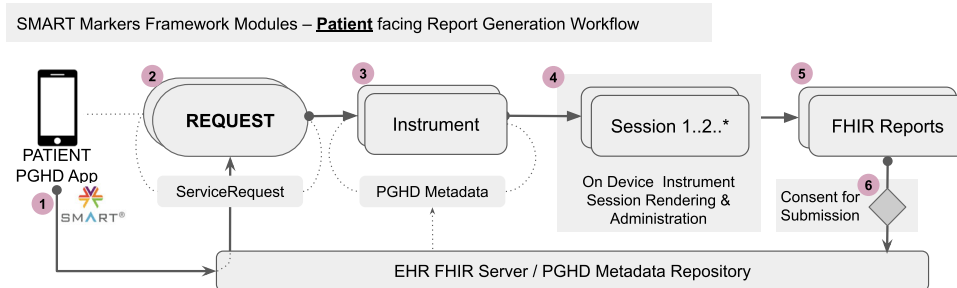 SMART Markers Framework Modules – Patient facing Report Generation Workflow
1
PATIENT
PGHD App
SMART®
2
REQUEST
ServiceRequest
3
Instrument
PGHD Metadata
4
Session 1..2..*
On Device Instrument
Session Rendering &
Administration
5
FHIR Reports
6
Consent for
Submission
EHR FHIR Server / PGHD Metadata Repository